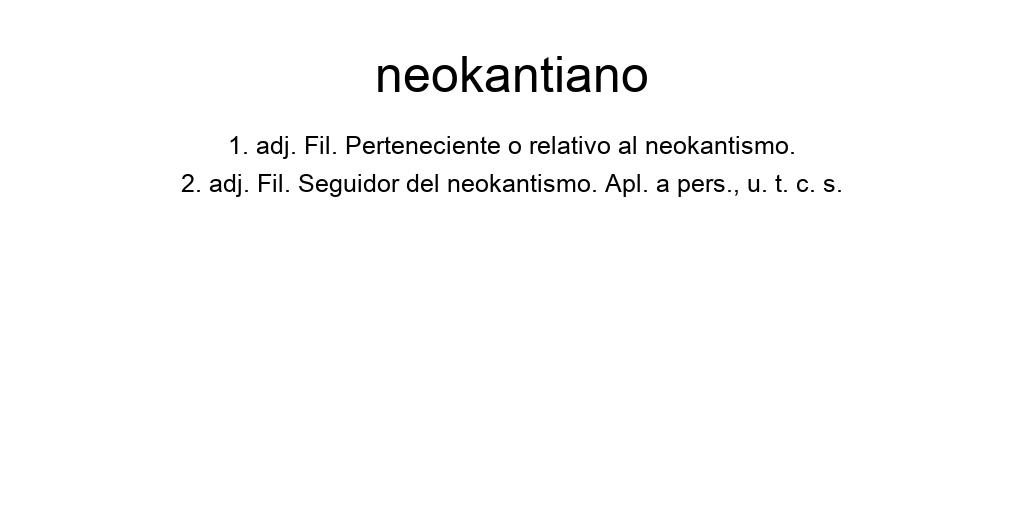 neokantiano
1. adj. Fil. Perteneciente o relativo al neokantismo.
2. adj. Fil. Seguidor del neokantismo. Apl. a pers., u. t. c. s.